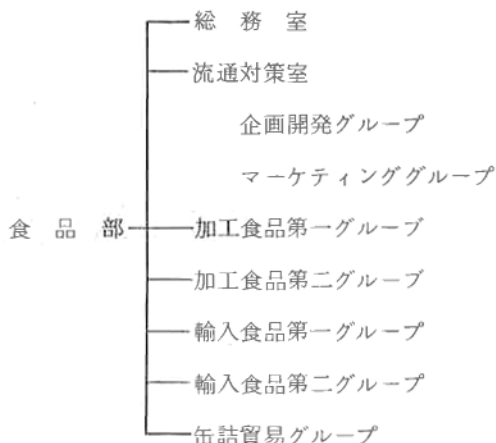 総務室
流通対策室
企画開発グループ
マーケティンググループ
食品部
加工食品第一グループ
加工食品第二グループ
輸入食品第一グループ
輸入食品第二グループ
缶詰貿易グループ